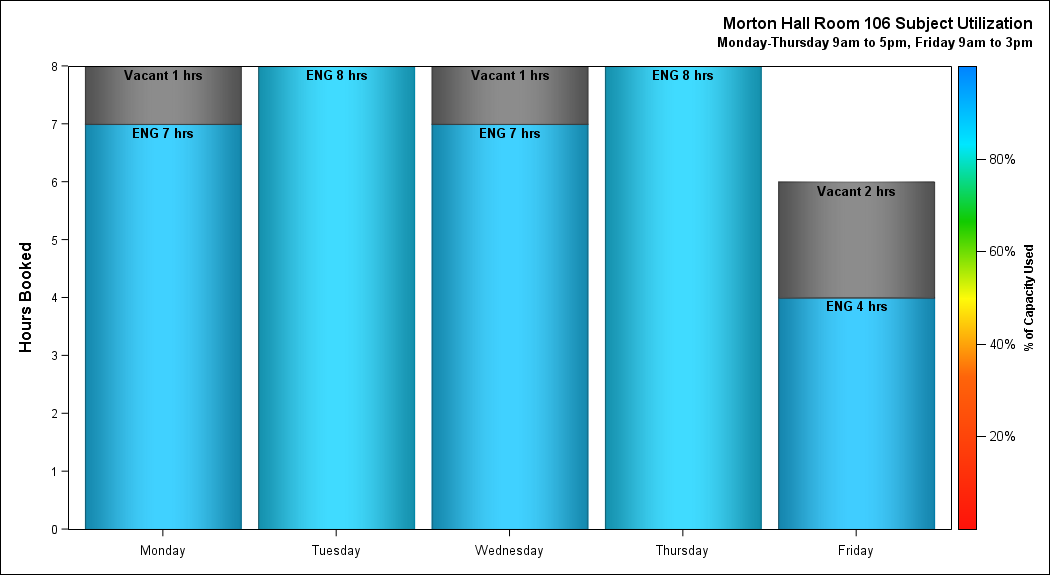 Morton Hall Room 106 Subject Utilization
Monday-Thursday 9am to 5pm, Friday 9am to 3pm
Hours Booked
8
7
6
5
4
3
2
1
0
Vacant 1 hrs
ENG 7 hrs
ENG 8 hrs
Vacant 1 hrs
ENG 7 hrs
ENG 8 hrs
Vacant 2 hrs
ENG 4 hrs
Monday
Tuesday
Wednesday
Thursday
Friday
80%
60%
40%
20%
% of Capacity Used